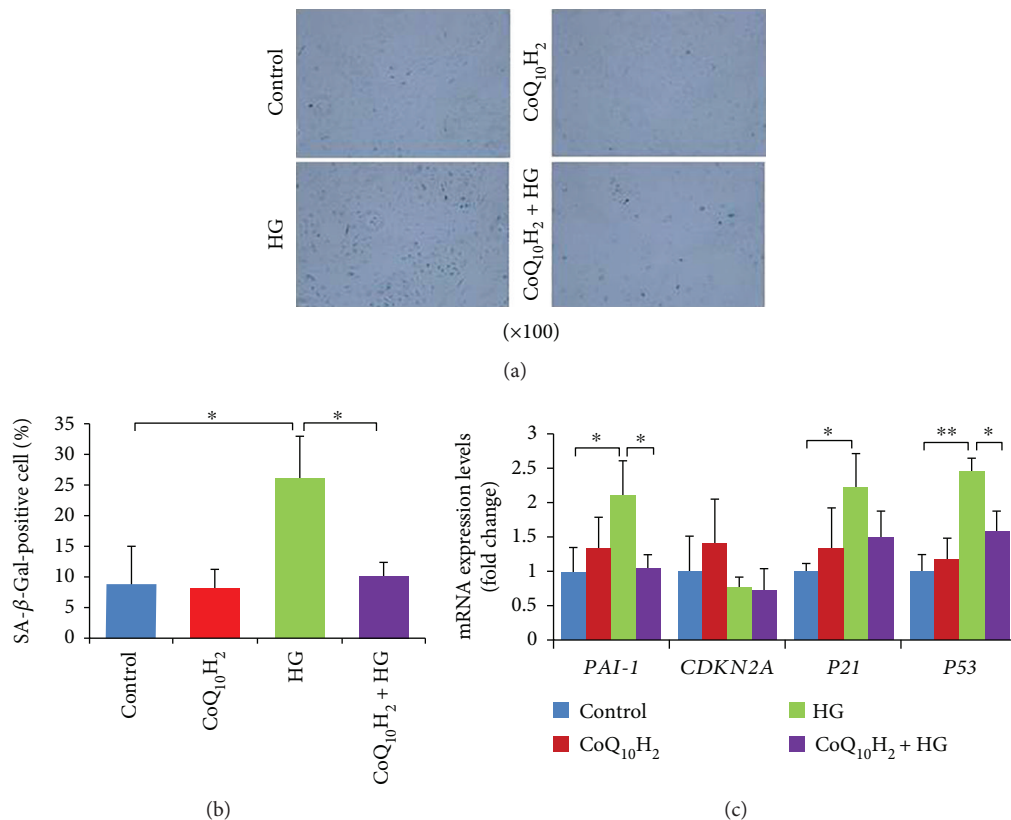 Control
CoQ₁₀H₂
HG
CoQ₁₀H₂ + HG
(×100)
(a)
SA-β-Gal-positive cell (%)
35
30
25
20
15
10
5
0
*
*
Control
CoQ₁₀H₂
HG
CoQ₁₀H₂ + HG
(b)
mRNA expression levels
(fold change)
3
2.5
2
1.5
1
0.5
0
*
*
*
**
*
PAI-1
CDKN2A
P21
P53
Control
HG
CoQ₁₀H₂
CoQ₁₀H₂ + HG
(c)